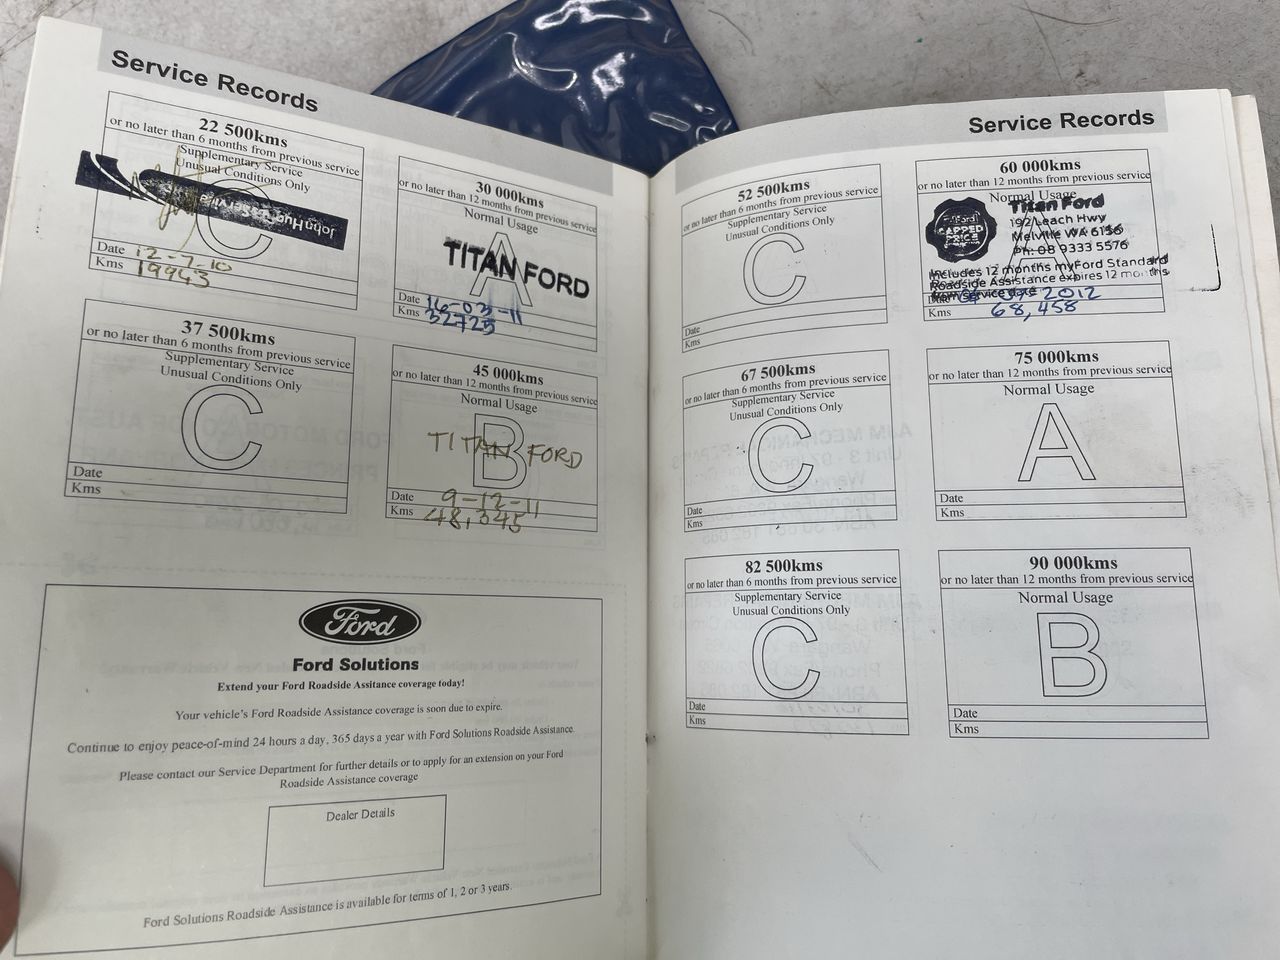 Service Records
22 500kms
or no later than 6 months from previous service
Supplementary Service
Unusual Conditions Only
C
Date 12-7-10
Kms 19943
30 000kms
or no later than 12 months from previous service
Normal Usage
A
TITAN FORD
Date 16-03-11
Kms 32725
37 500kms
or no later than 6 months from previous service
Supplementary Service
Unusual Conditions Only
C
Date
Kms
45 000kms
or no later than 12 months from previous service
Normal Usage
B
TITAN FORD
Date 9-12-11
Kms 48,345
Ford
Ford Solutions
Extend your Ford Roadside Assitance coverage today!
Your vehicle's Ford Roadside Assistance coverage is soon due to expire.
Continue to enjoy peace-of-mind 24 hours a day, 365 days a year with Ford Solutions Roadside Assistance.
Please contact our Service Department for further details or to apply for an extension on your Ford
Roadside Assistance coverage
Dealer Details
Ford Solutions Roadside Assistance is available for terms of 1, 2 or 3 years.
Service Records
52 500kms
or no later than 6 months from previous service
Supplementary Service
Unusual Conditions Only
C
Date
Kms
60 000kms
or no later than 12 months from previous service
Normal Usage
A
Ford
CAPPED
PRICE
Titan Ford
192 Leach Hwy
Melville WA 6156
Ph: 08 9333 5576
Includes 12 months myFord Standard
Roadside Assistance expires 12 months
from service date
Date 2012
Kms 68,458
67 500kms
or no later than 6 months from previous service
Supplementary Service
Unusual Conditions Only
C
Date
Kms
75 000kms
or no later than 12 months from previous service
Normal Usage
A
Date
Kms
82 500kms
or no later than 6 months from previous service
Supplementary Service
Unusual Conditions Only
C
Date
Kms
90 000kms
or no later than 12 months from previous service
Normal Usage
B
Date
Kms